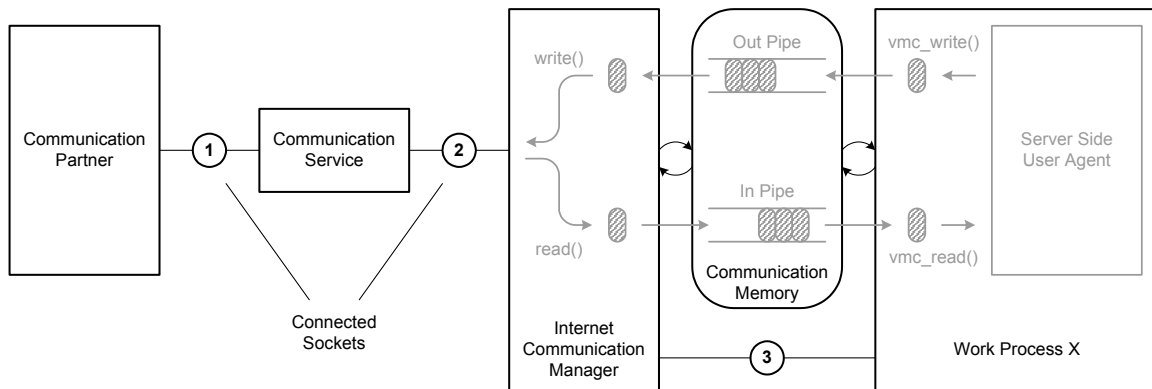 Communication
Partner
1
Communication
Service
2
Connected
Sockets
write()
read()
Internet
Communication
Manager
Out Pipe
In Pipe
Communication
Memory
3
vmc_write()
vmc_read()
Server Side
User Agent
Work Process X